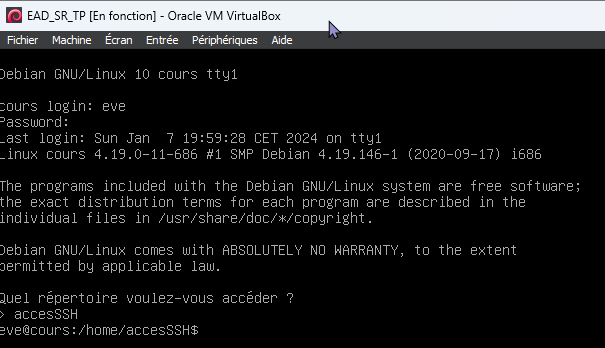 EAD_SR_TP [En fonction] - Oracle VM VirtualBox
Fichier Machine Écran Entrée Périphériques Aide
Debian GNU/Linux 10 cours tty1
cours login: eve
Password:
Last login: Sun Jan  7 19:59:28 CET 2024 on tty1
Linux cours 4.19.0-11-686 #1 SMP Debian 4.19.146-1 (2020-09-17) i686
The programs included with the Debian GNU/Linux system are free software;
the exact distribution terms for each program are described in the
individual files in /usr/share/doc/*/copyright.
Debian GNU/Linux comes with ABSOLUTELY NO WARRANTY, to the extent
permitted by applicable law.
Quel répertoire voulez-vous accéder ?
> accesSSH
eve@cours:/home/accesSSH$